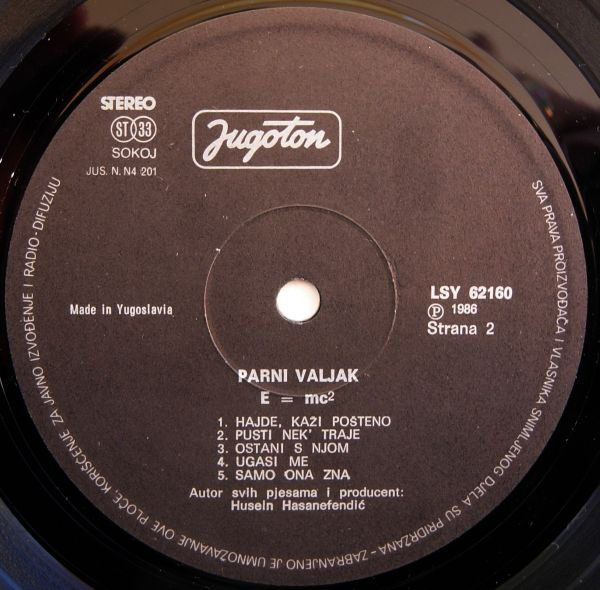 STEREO
ST 33
SOKOJ
JUS. N. N4 201
Jugoton
Made in Yugoslavia
LSY 62160
Ⓟ 1986
Strana 2
PARNI VALJAK
E = mc²
1. HAJDE, KAŽI POŠTENO
2. PUSTI NEK' TRAJE
3. OSTANI S NJOM
4. UGASI ME
5. SAMO ONA ZNA
Autor svih pjesama i producent:
Husein Hasanefendić
SVA PRAVA PROIZVOĐAČA I VLASNIKA SNIMLJENOG DJELA SU PRIDRŽANA - ZABRANJENO JE UMNOŽAVANJE OVE PLOČE, KORIŠĆENJE ZA JAVNO IZVOĐENJE I RADIO-DIFUZIJU